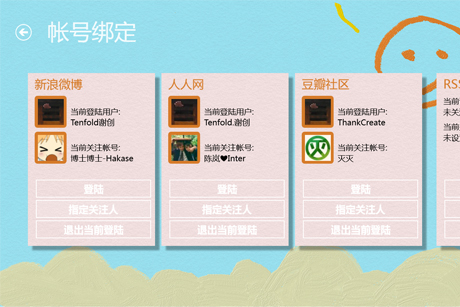 帐号绑定
新浪微博
当前登陆用户:
Tenfold谢创
当前关注帐号:
博士博士-Hakase
登陆
指定关注人
退出当前登陆
人人网
当前登陆用户:
Tenfold.谢创
当前关注帐号:
陈岚♥Inter
登陆
指定关注人
退出当前登陆
豆瓣社区
当前登陆用户:
ThankCreate
当前关注帐号:
灭灭
登陆
指定关注人
退出当前登陆
RSS
当前
未关
当前
未设